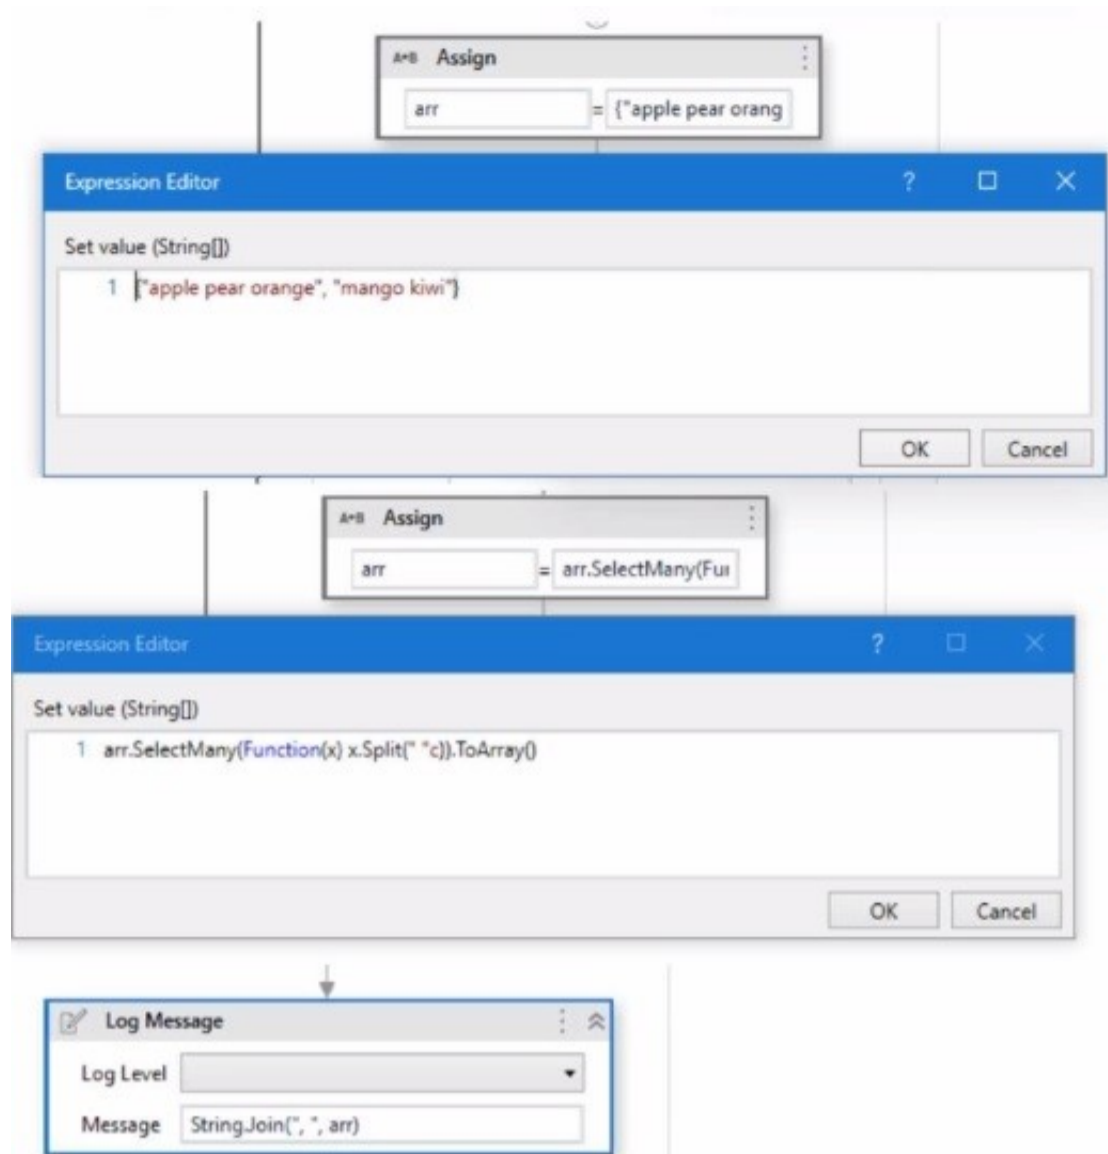 A+B Assign
arr = {"apple pear orang
Expression Editor ?
Set value (String[])
1 {"apple pear orange", "mango kiwi"}
OK Cancel
A+B Assign
arr = arr.SelectMany(Fu
Expression Editor ?
Set value (String[])
1 arr.SelectMany(Function(x) x.Split(" "c)).ToArray()
OK Cancel
Log Message
Log Level
Message String.Join(", ", arr)